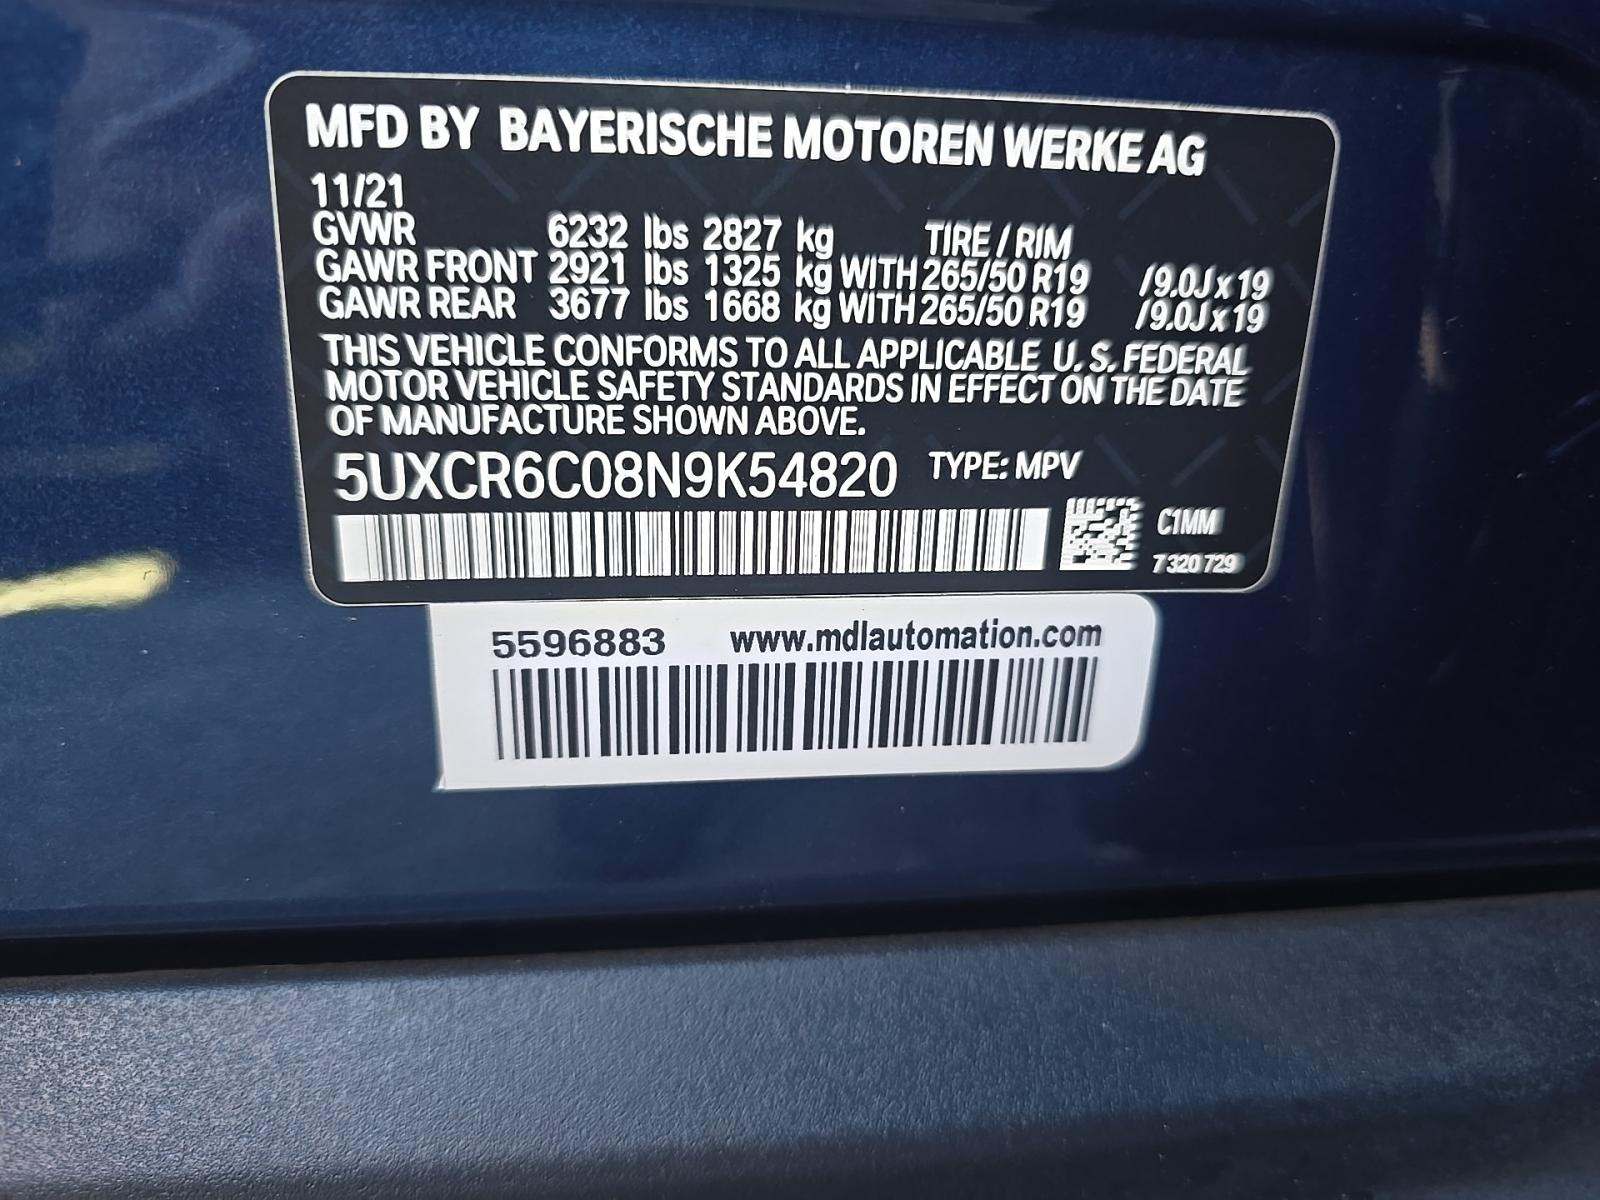 MFD BY BAYERISCHE MOTOREN WERKE AG
11/21
GVWR 6232 lbs 2827 kg TIRE / RIM
GAWR FRONT 2921 lbs 1325 kg WITH 265/50 R19 /9.0J x 19
GAWR REAR 3677 lbs 1668 kg WITH 265/50 R19 /9.0J x 19
THIS VEHICLE CONFORMS TO ALL APPLICABLE U.S. FEDERAL
MOTOR VEHICLE SAFETY STANDARDS IN EFFECT ON THE DATE
OF MANUFACTURE SHOWN ABOVE.
5UXCR6C08N9K54820 TYPE: MPV
C1MM
7 320 729
5596883 www.mdlautomation.com